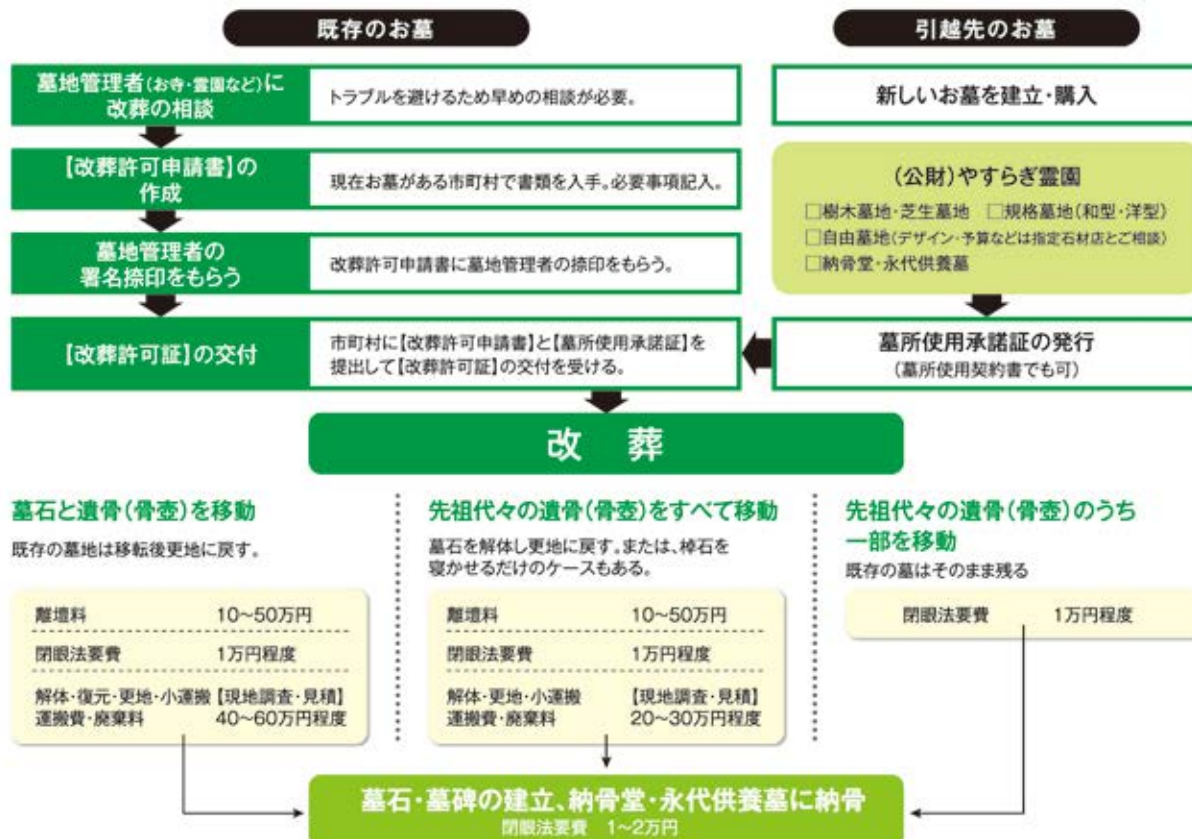 既存のお墓
墓地管理者(お寺・霊園など)に
改葬の相談
トラブルを避けるため早めの相談が必要。
【改葬許可申請書】の
作成
現在お墓がある市町村で書類を入手。必要事項記入。
墓地管理者の
署名捺印をもらう
改葬許可申請書に墓地管理者の捺印をもらう。
【改葬許可証】の交付
市町村に【改葬許可申請書】と【墓所使用承諾証】を
提出して【改葬許可証】の交付を受ける。
引越先のお墓
新しいお墓を建立・購入
(公財)やすらぎ霊園
□樹木墓地・芝生墓地 □規格墓地(和型・洋型)
□自由墓地(デザイン・予算などは指定石材店とご相談)
□納骨堂・永代供養墓
墓所使用承諾証の発行
(墓所使用契約書でも可)
改 葬
墓石と遺骨(骨壺)を移動
既存の墓地は移転後更地に戻す。
離壇料 10~50万円
閉眼法要費 1万円程度
解体・復元・更地・小運搬【現地調査・見積】
運搬費・廃棄料 40~60万円程度
先祖代々の遺骨(骨壺)をすべて移動
墓石を解体し更地に戻す。または、棹石を
寝かせるだけのケースもある。
離壇料 10~50万円
閉眼法要費 1万円程度
解体・更地・小運搬 【現地調査・見積】
運搬費・廃棄料 20~30万円程度
先祖代々の遺骨(骨壺)のうち
一部を移動
既存の墓はそのまま残る
閉眼法要費 1万円程度
墓石・墓碑の建立、納骨堂・永代供養墓に納骨
閉眼法要費 1~2万円